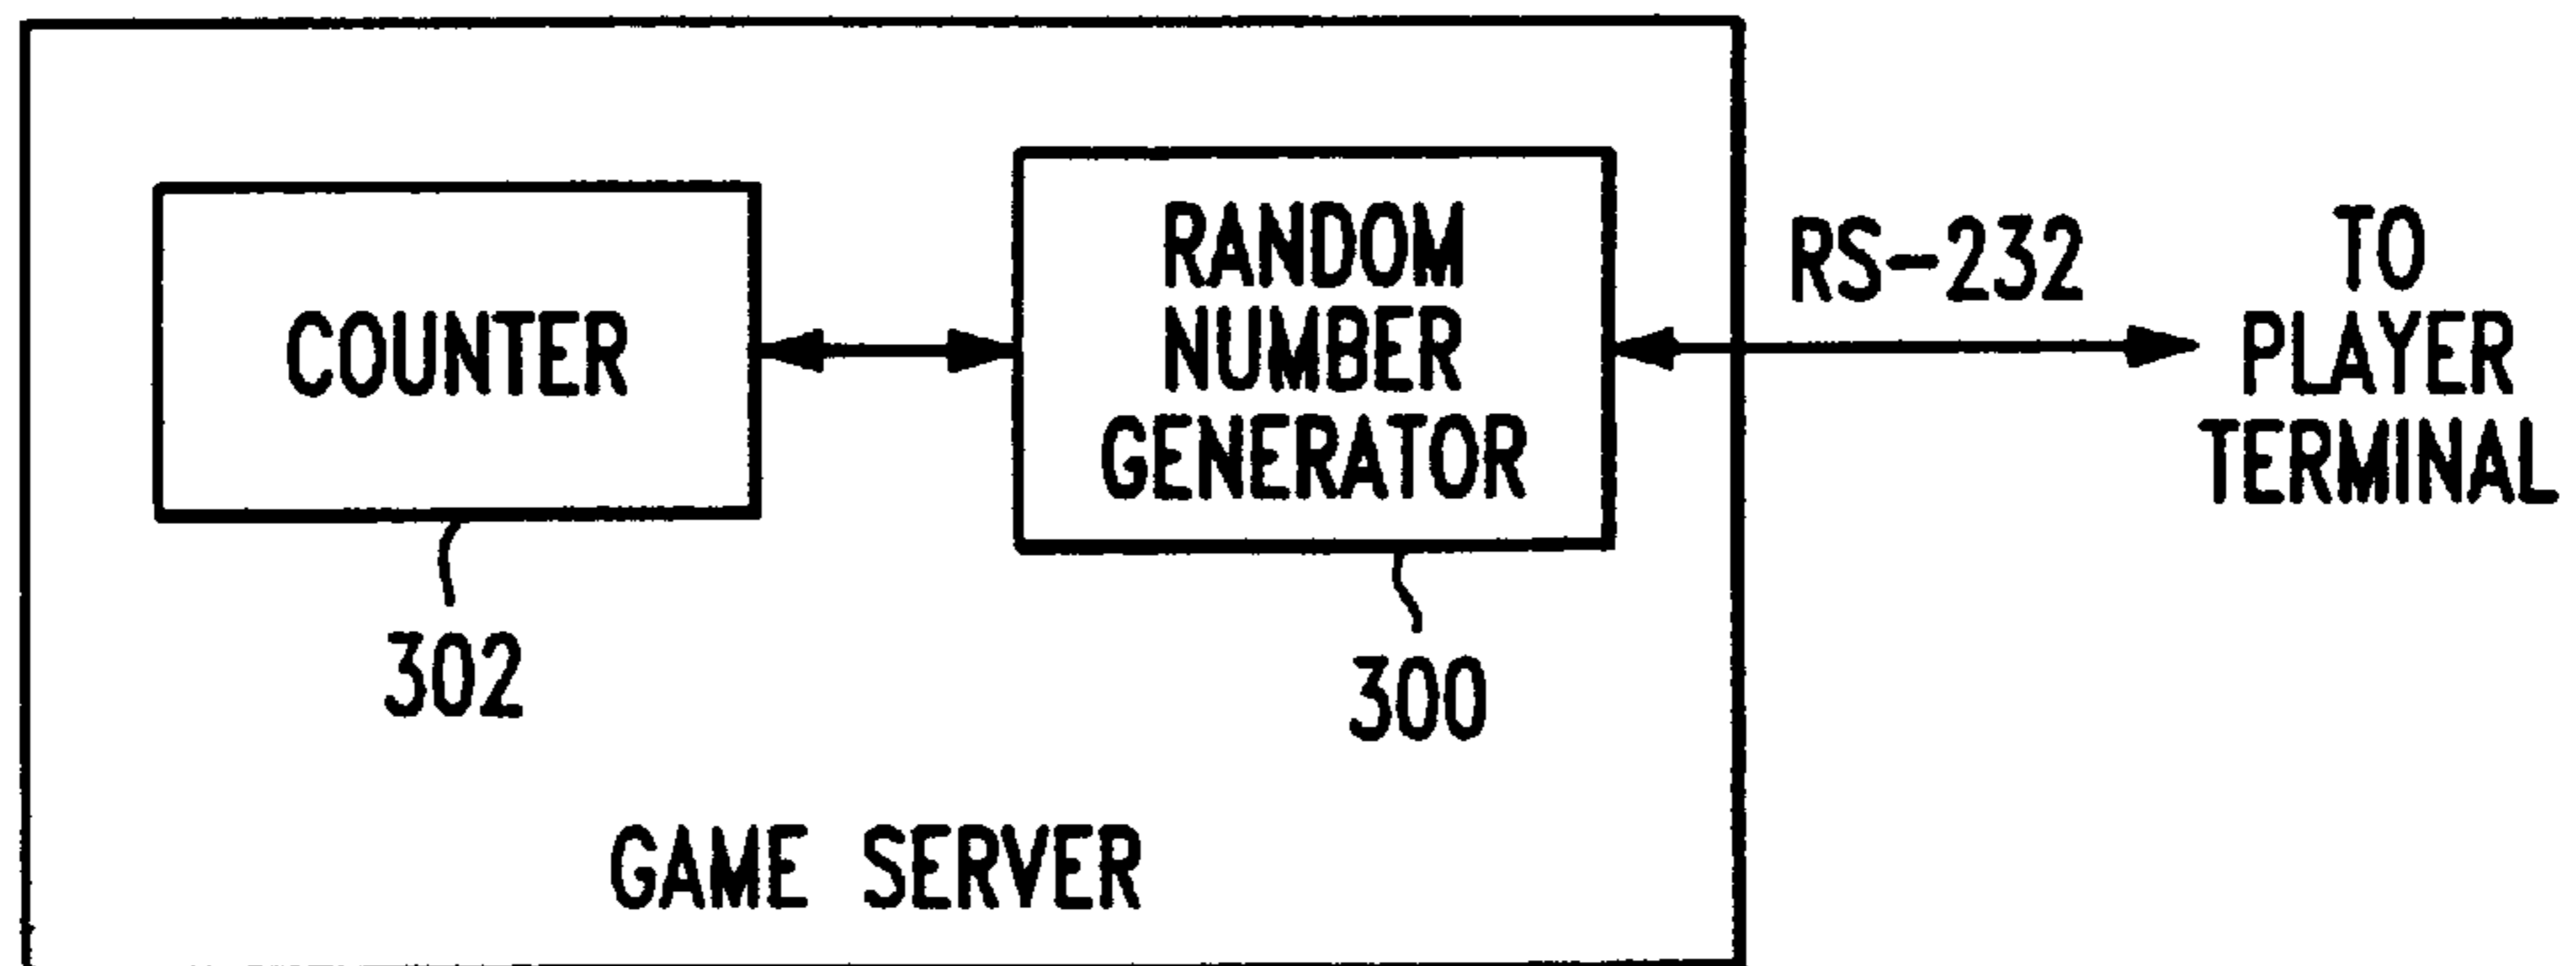 COUNTER
302
RANDOM
NUMBER
GENERATOR
300
RS-232
TO
PLAYER
TERMINAL
GAME SERVER